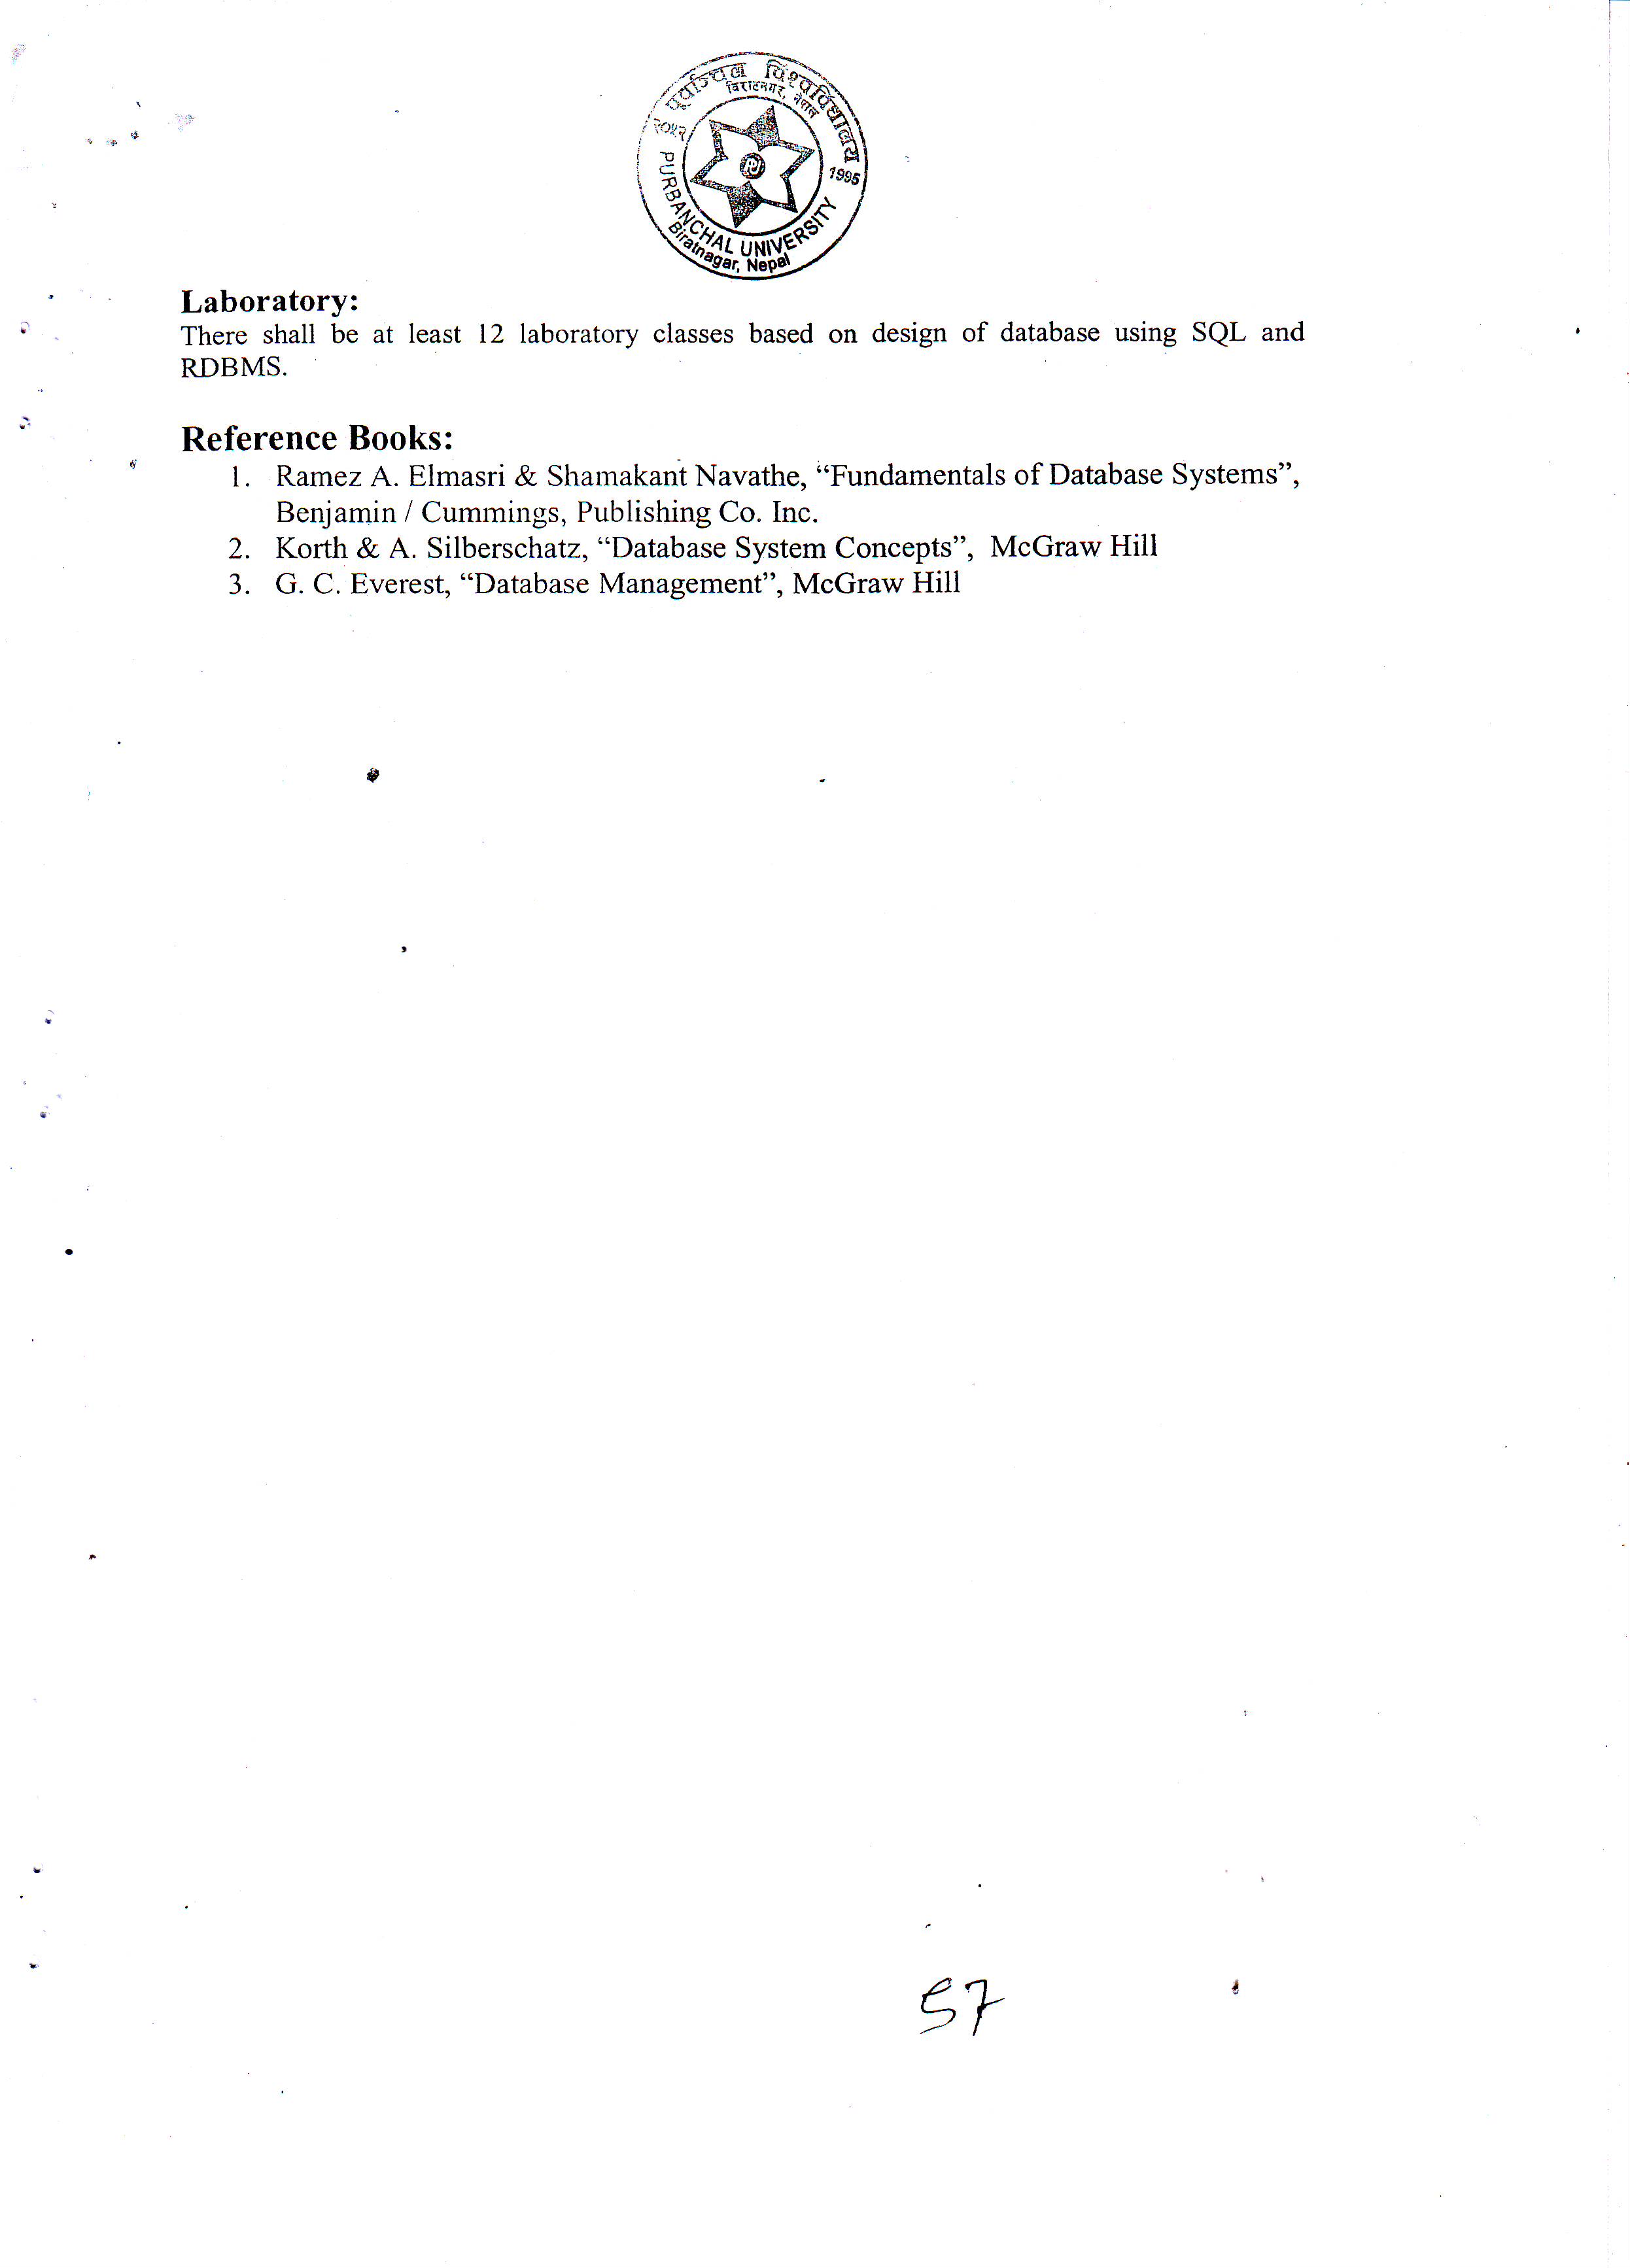 पूर्वाञ्चल विश्वविद्यालय
विराटनगर, नेपाल
२०५२
1995
PU
PURBANCHAL UNIVERSITY
Biratnagar, Nepal
Laboratory:
There shall be at least 12 laboratory classes based on design of database using SQL and
RDBMS.
Reference Books:
1. Ramez A. Elmasri & Shamakant Navathe, “Fundamentals of Database Systems”,
Benjamin / Cummings, Publishing Co. Inc.
2. Korth & A. Silberschatz, “Database System Concepts”, McGraw Hill
3. G. C. Everest, “Database Management”, McGraw Hill
57